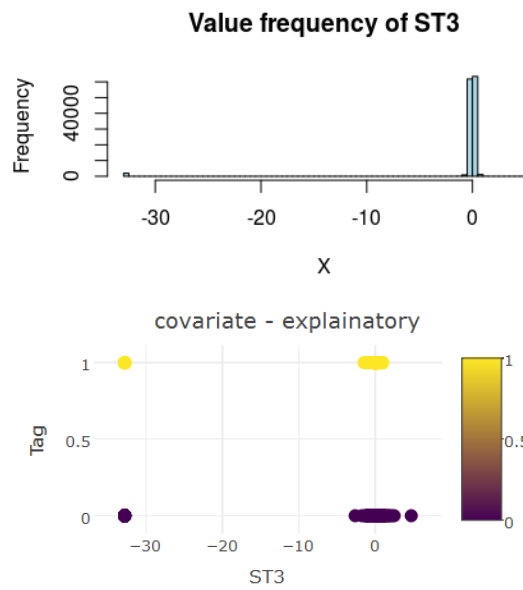 Value frequency of ST3
Frequency
40000
0
-30 -20 -10 0
X
covariate - explainatory
Tag
1
0.5
0
−30 −20 −10 0
ST3
1
0.5
0